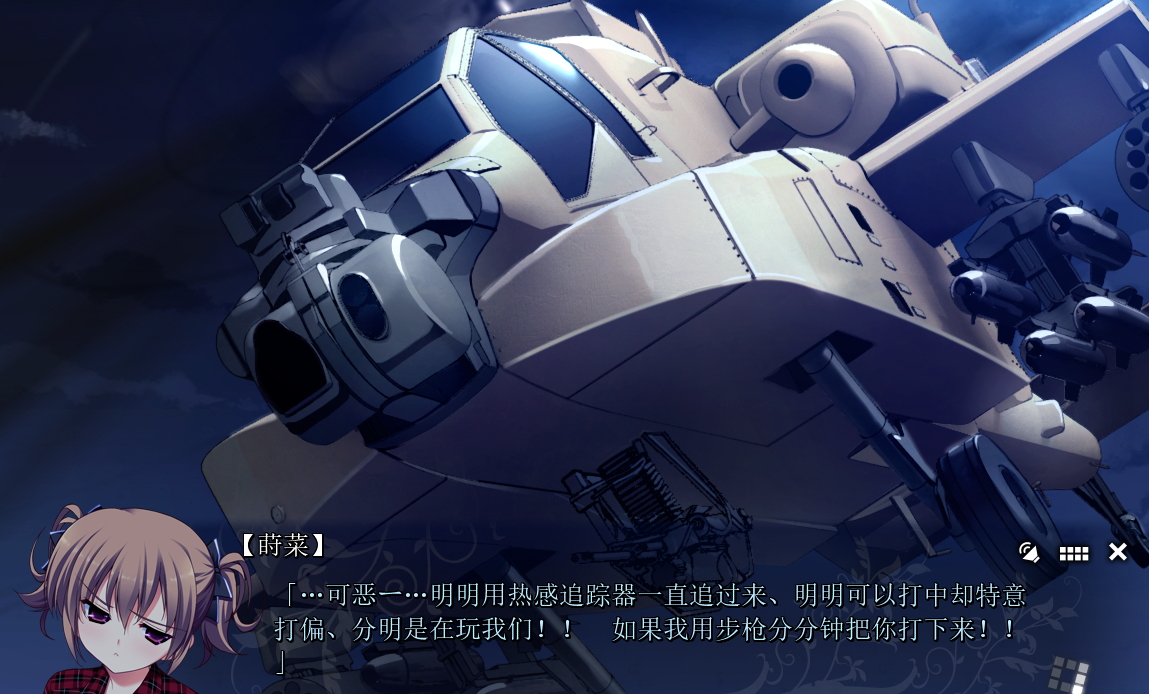 【莳菜】
「…可恶ー…明明用热感追踪器一直追过来、明明可以打中却特意
打偏、分明是在玩我们！！　如果我用步枪分分钟把你打下来！！
」